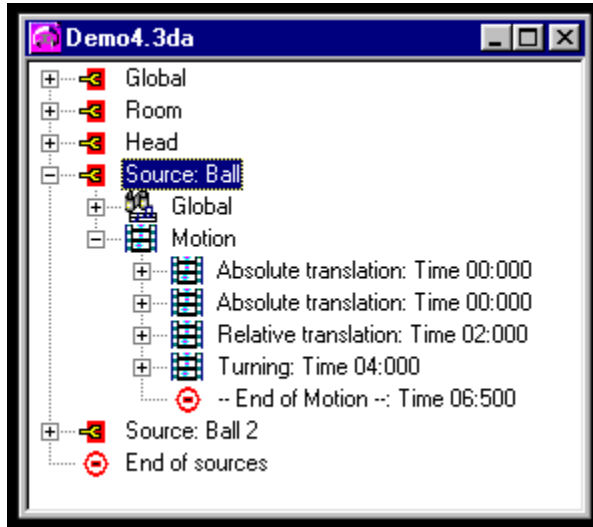 Demo4.3da
Global
Room
Head
Source: Ball
Global
Motion
Absolute translation: Time 00:000
Absolute translation: Time 00:000
Relative translation: Time 02:000
Turning: Time 04:000
-- End of Motion --: Time 06:500
Source: Ball 2
End of sources